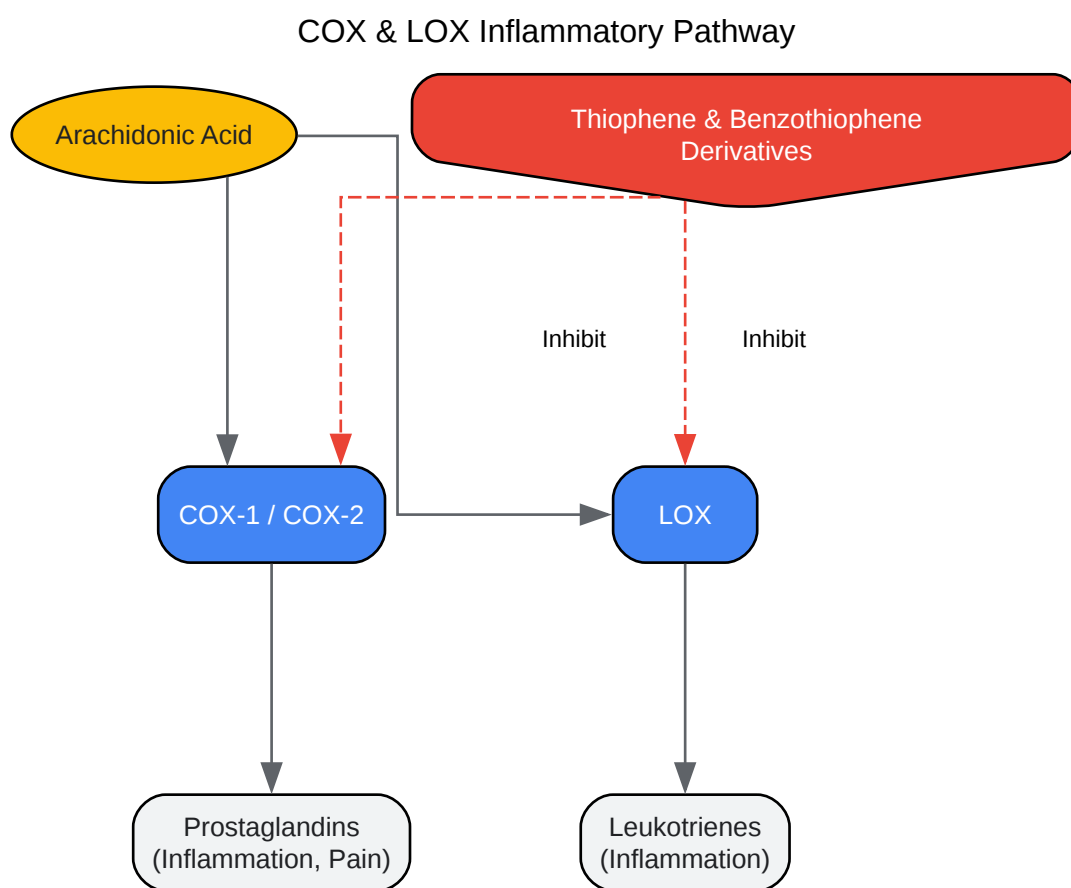 COX & LOX Inflammatory Pathway
Arachidonic Acid
Thiophene & Benzothiophene
Derivatives
Inhibit
Inhibit
COX-1 / COX-2
LOX
Prostaglandins
(Inflammation, Pain)
Leukotrienes
(Inflammation)